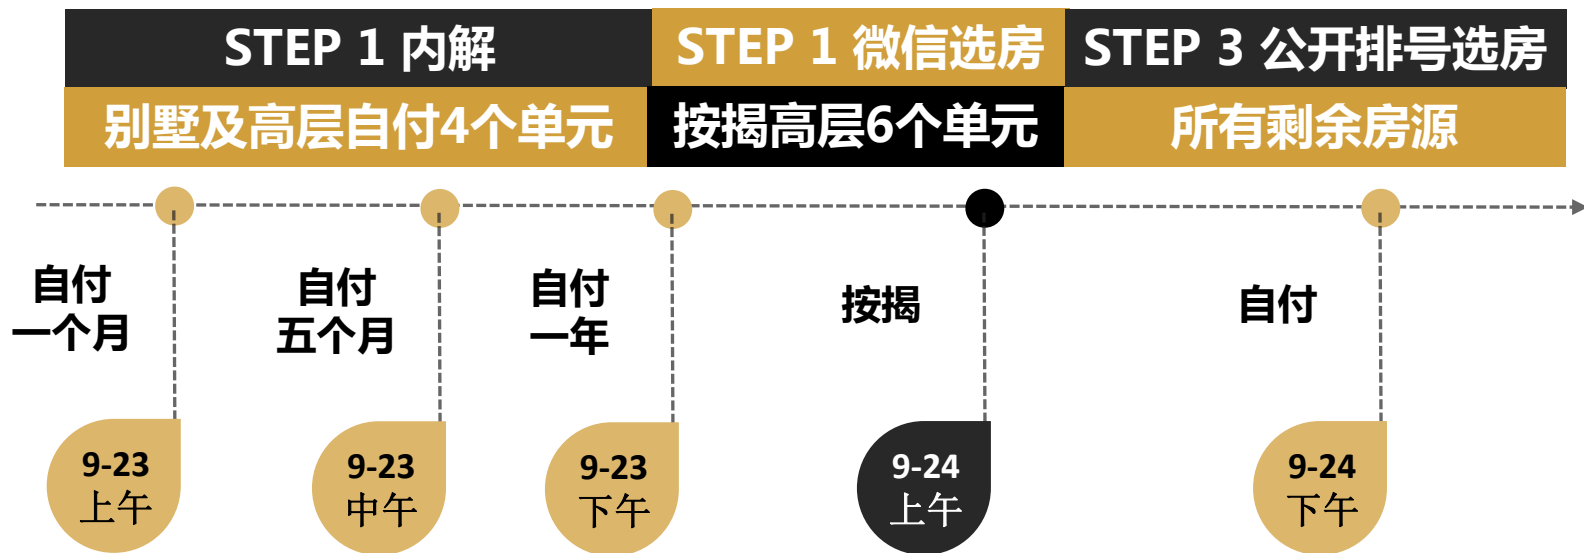 STEP 1 内解
STEP 1 微信选房
STEP 3 公开排号选房
别墅及高层自付4个单元
按揭高层6个单元
所有剩余房源
自付
一个月
自付
五个月
自付
一年
按揭
自付
9-23
上午
9-23
中午
9-23
下午
9-24
上午
9-24
下午